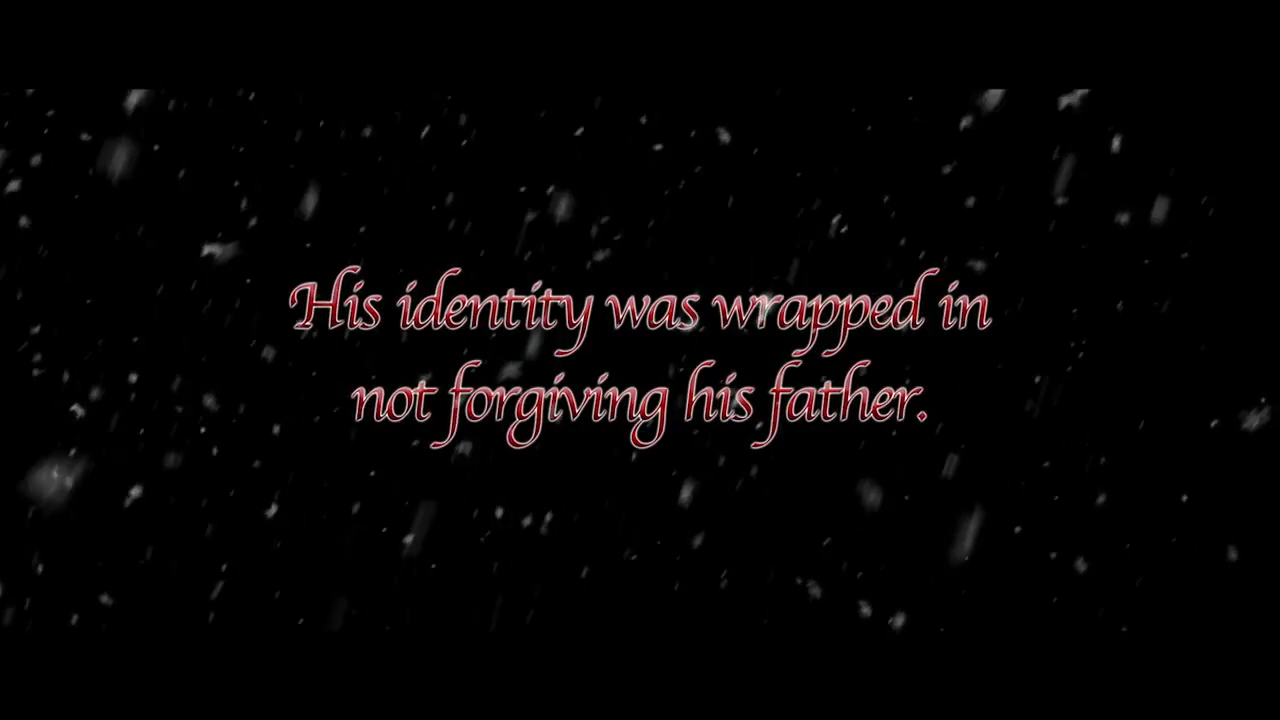 His identity was wrapped in
not forgiving his father.